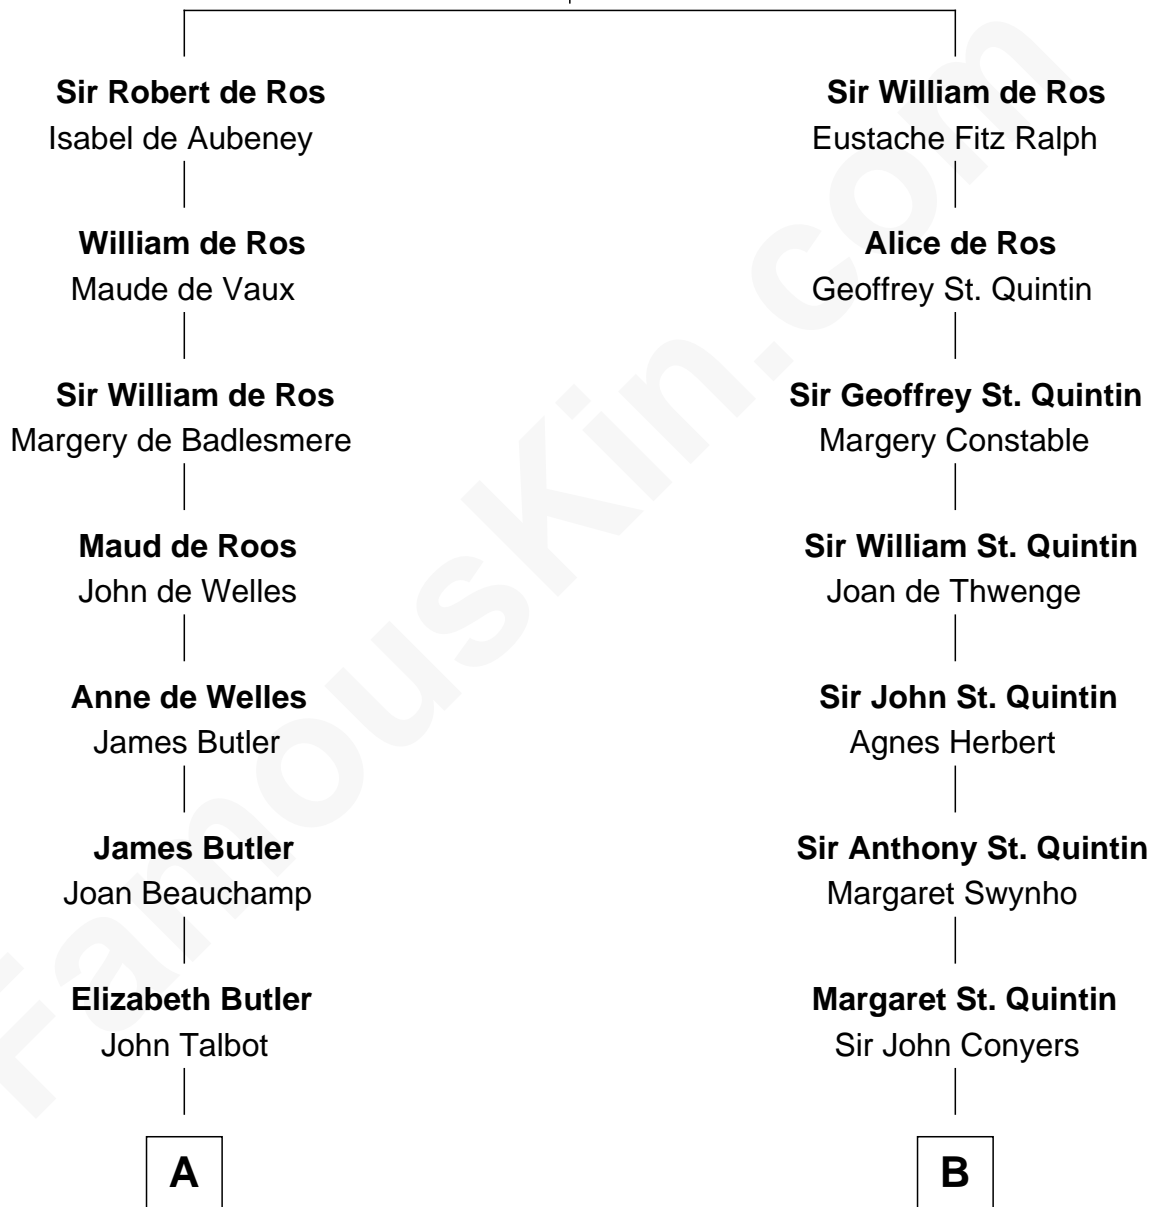 Sir Robert de Ros
Isabel de Aubeney
William de Ros
Maude de Vaux
Sir William de Ros
Margery de Badlesmere
Maud de Roos
John de Welles
Anne de Welles
James Butler
James Butler
Joan Beauchamp
Elizabeth Butler
John Talbot
A
Sir William de Ros
Eustache Fitz Ralph
Alice de Ros
Geoffrey St. Quintin
Sir Geoffrey St. Quintin
Margery Constable
Sir William St. Quintin
Joan de Thwenge
Sir John St. Quintin
Agnes Herbert
Sir Anthony St. Quintin
Margaret Swynho
Margaret St. Quintin
Sir John Conyers
B
FamousKin.com